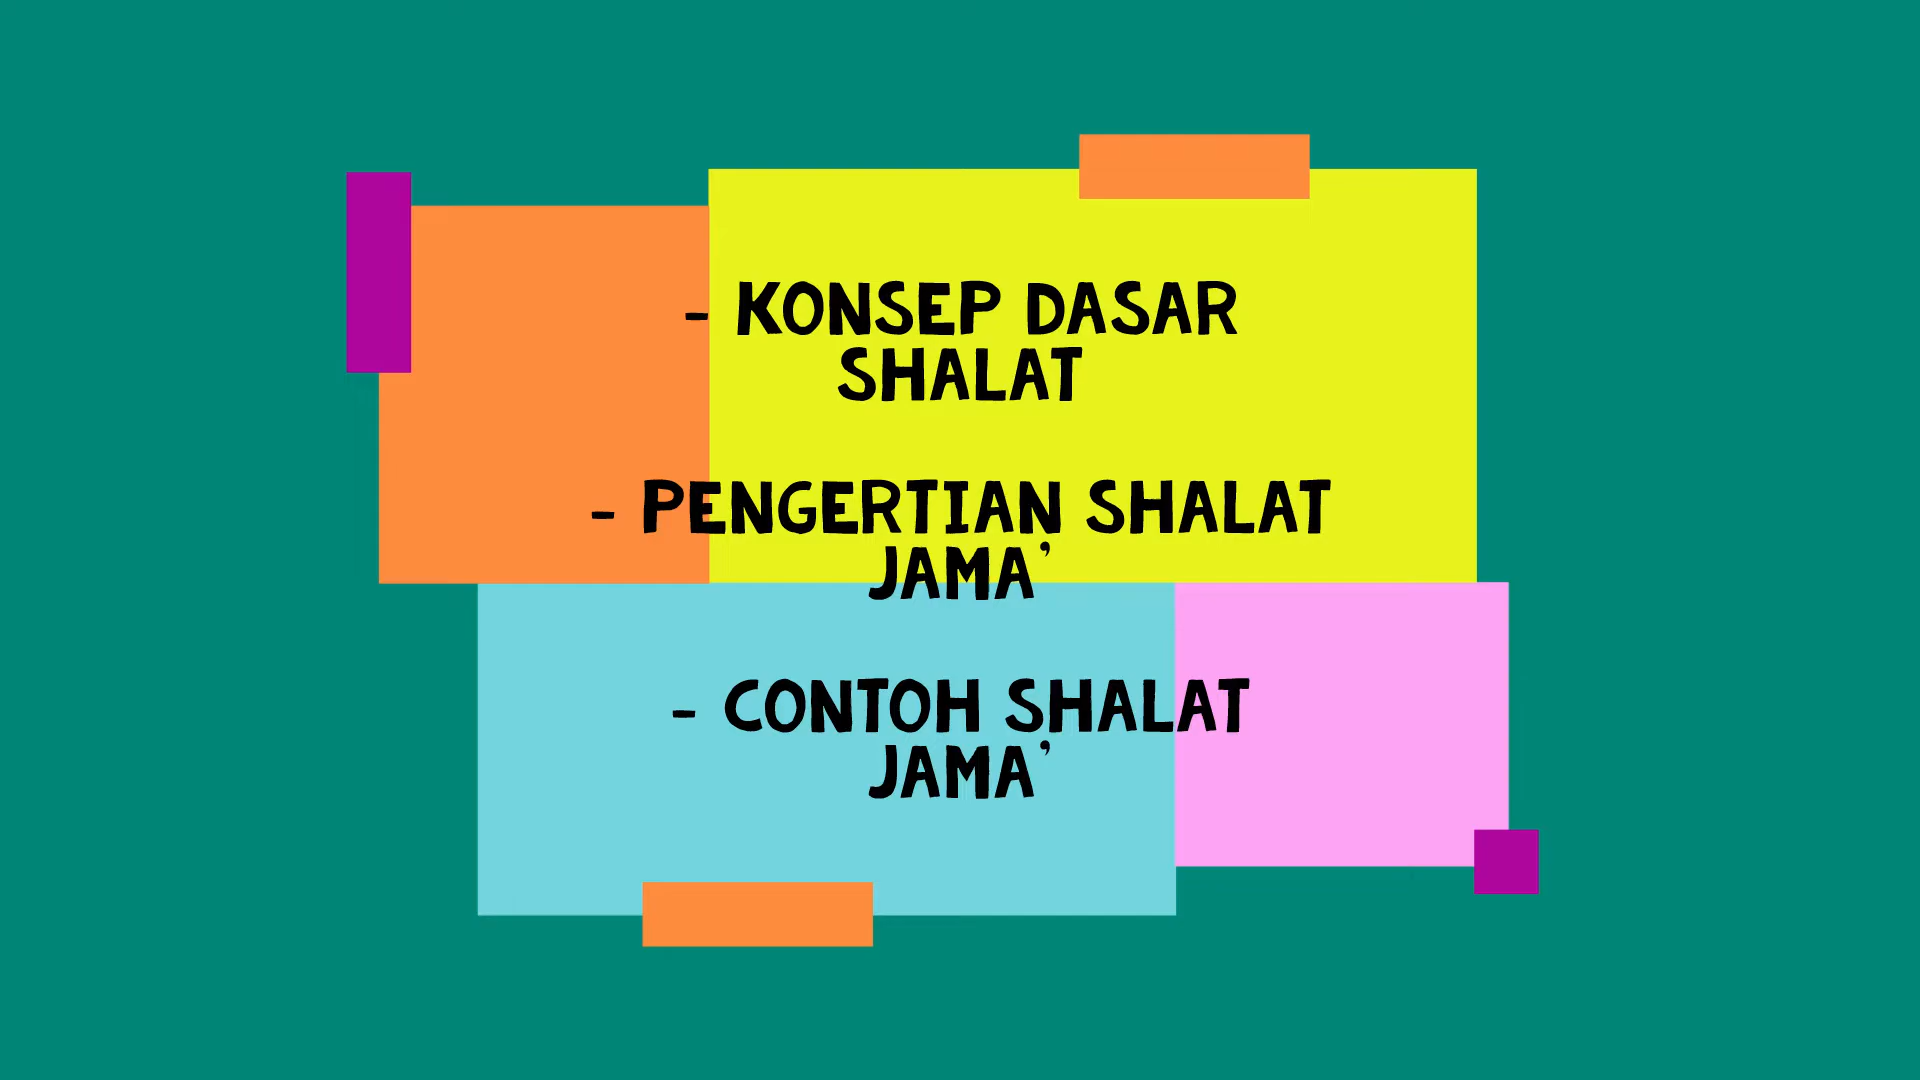 - KONSEP DASAR
SHALAT
- PENGERTIAN SHALAT
JAMA'
- CONTOH SHALAT
JAMA'